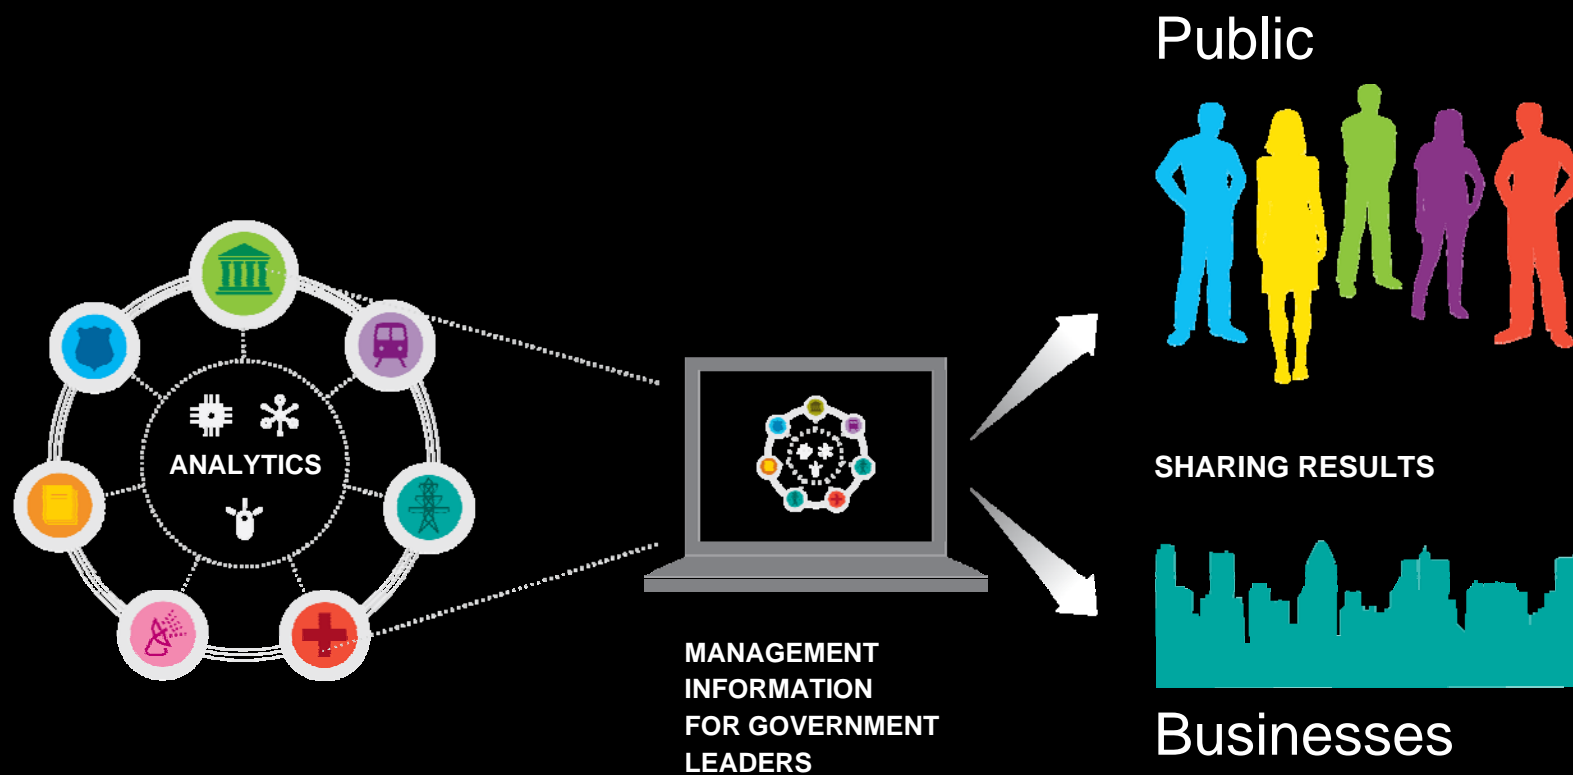 Public
ANALYTICS
SHARING RESULTS
MANAGEMENT
INFORMATION
FOR GOVERNMENT
LEADERS
Businesses